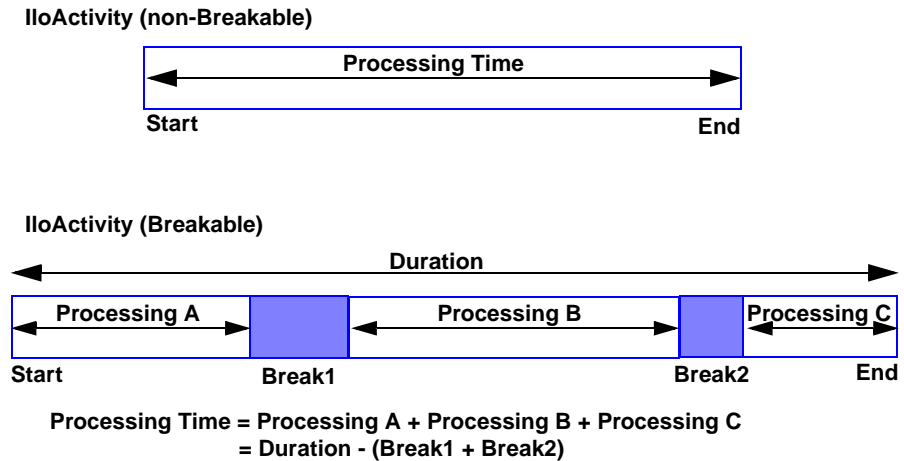 IloActivity (non-Breakable)
Processing Time
Start End
IloActivity (Breakable)
Duration
Processing A Processing B Processing C
Start Break1 Break2 End
Processing Time = Processing A + Processing B + Processing C
= Duration - (Break1 + Break2)